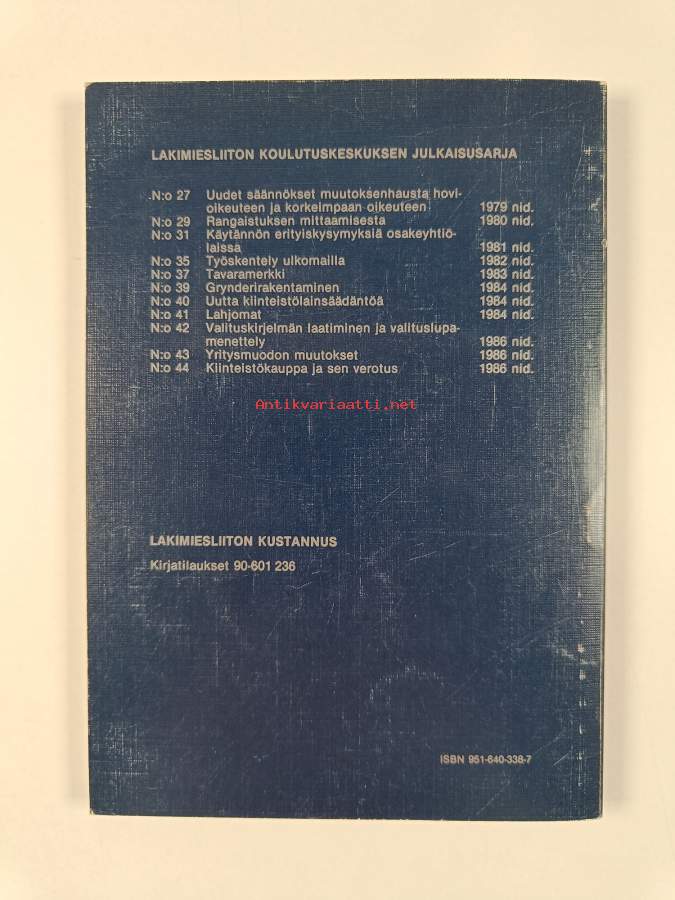 LAKIMIESLIITON KOULUTUSKESKUKSEN JULKAISUSARJA
N:o 27 Uudet säännökset muutoksenhausta hovi-
oikeuteen ja korkeimpaan oikeuteen 1979 nid.
N:o 29 Rangaistuksen mittaamisesta 1980 nid.
N:o 31 Käytännön erityiskysymyksiä osakeyhtiö-
laissa 1981 nid.
N:o 35 Työskentely ulkomailla 1982 nid.
N:o 37 Tavaramerkki 1983 nid.
N:o 39 Grynderirakentaminen 1984 nid.
N:o 40 Uutta kiinteistölainsäädäntöä 1984 nid.
N:o 41 Lahjomat 1984 nid.
N:o 42 Valituskirjelmän laatiminen ja valituslupa-
menettely 1986 nid.
N:o 43 Yritysmuodon muutokset 1986 nid.
N:o 44 Kiinteistökauppa ja sen verotus 1986 nid.
Antikvariaatti.net
LAKIMIESLIITON KUSTANNUS
Kirjatilaukset 90-601 236
ISBN 951-640-338-7